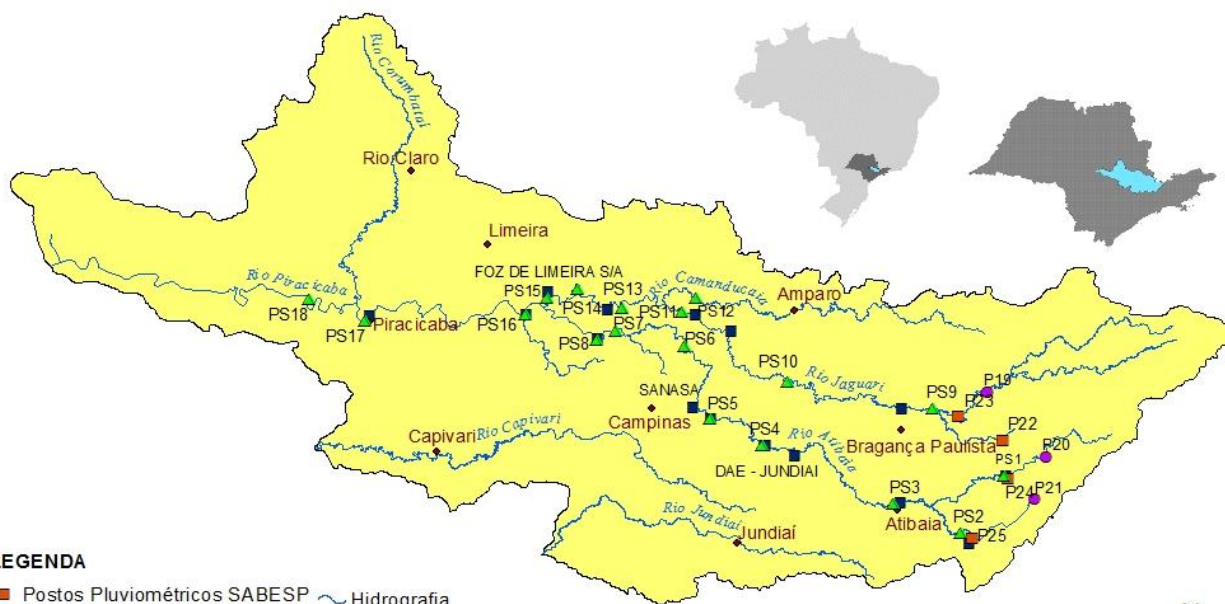 Rio Corumbataí
Rio Claro
Limeira
FOZ DE LIMEIRA S/A
Rio Piracicaba
PS18
PS17
Piracicaba
PS16
PS15
PS14
PS13
Rio Camanducaia
PS11
PS12
Amparo
PS8
PS7
PS6
PS10
Rio Jaguari
PS9
P19
P23
SANASA
Campinas
PS5
PS4
DAE - JUNDIAI
Rio Atibaia
Bragança Paulista
P22
P20
PS1
P24
P21
Capivari
Rio Capivari
PS3
Atibaia
PS2
P25
Rio Jundiaí
Jundiaí
EGENDA
Postos Pluviométricos SABESP
Hidrografia